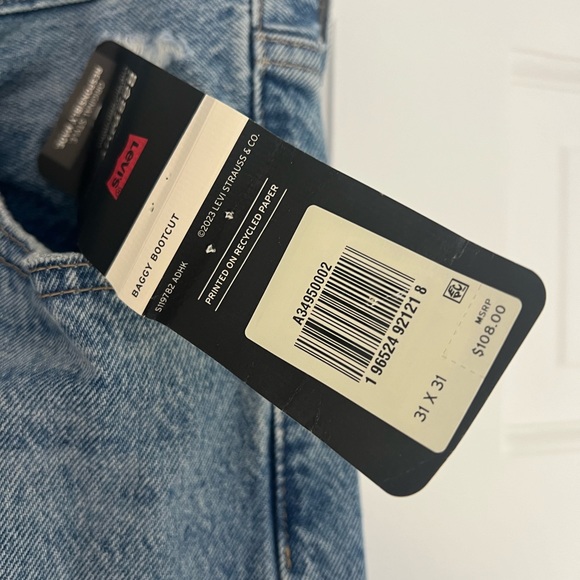 Levi's
BAGGY BOOTCUT
S1197B2 ADHK
©2023 LEVI STRAUSS & CO.
PRINTED ON RECYCLED PAPER
A34950002
1 96524 92121 8
31 X 31
MSRP
$108.00